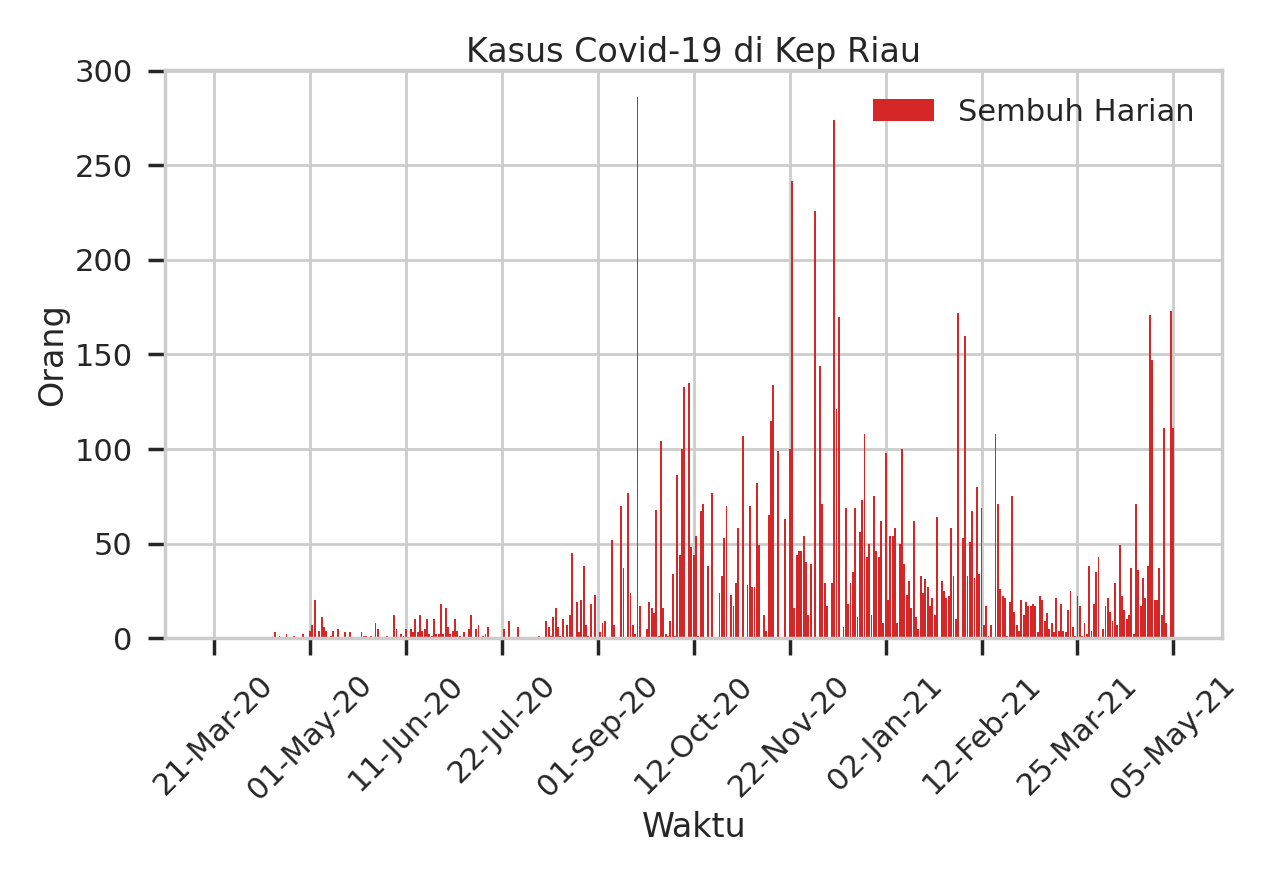 Kasus Covid-19 di Kep Riau
Sembuh Harian
300
250
200
150
100
50
0
Orang
21-Mar-20
01-May-20
11-Jun-20
22-Jul-20
01-Sep-20
12-Oct-20
22-Nov-20
02-Jan-21
12-Feb-21
25-Mar-21
05-May-21
Waktu